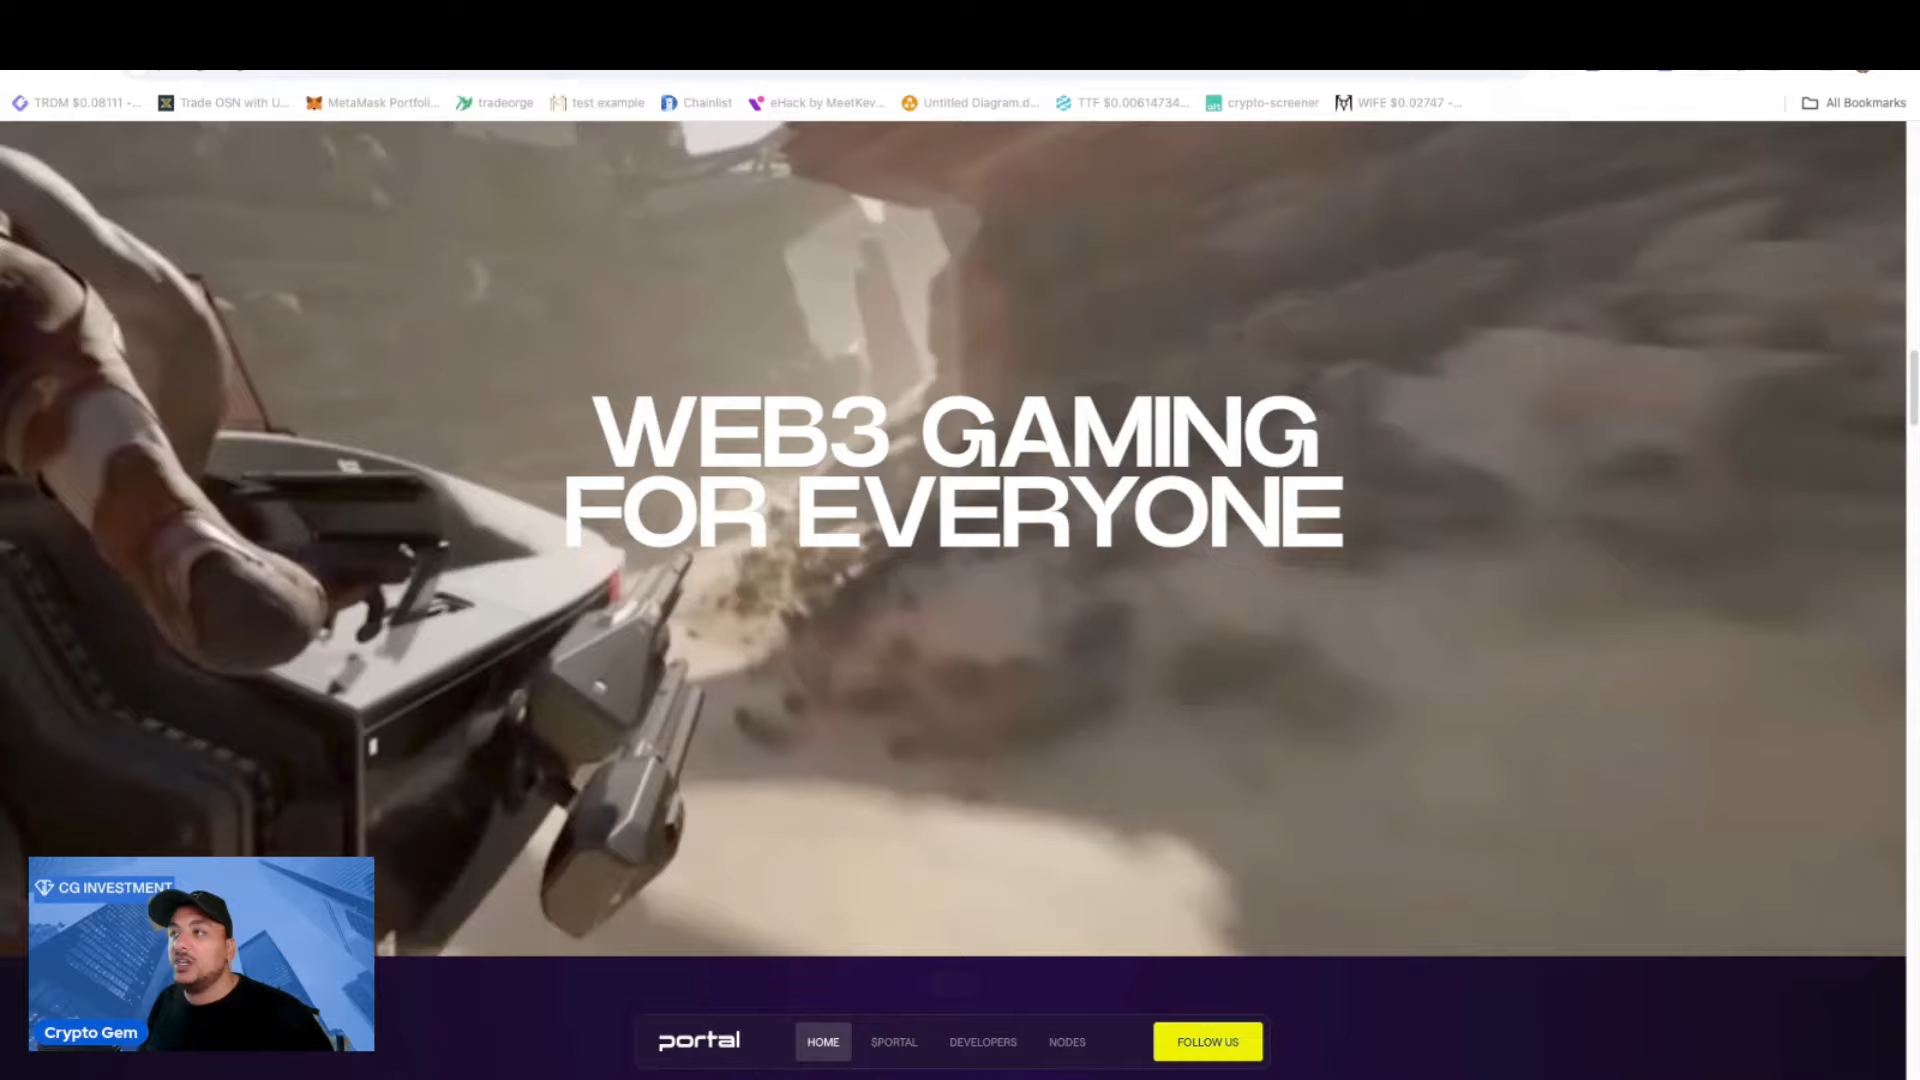 TRDM $0.08111 -...
Trade OSN with U...
MetaMask Portfoli...
tradeorge
test example
Chainlist
eHack by MeetKev...
Untitled Diagram.d...
TTF $0.00614734...
crypto-screener
WIFE $0.02747 -...
All Bookmarks
WEB3 GAMING
FOR EVERYONE
CG INVESTMENT
Crypto Gem
portal
HOME
$PORTAL
DEVELOPERS
NODES
FOLLOW US